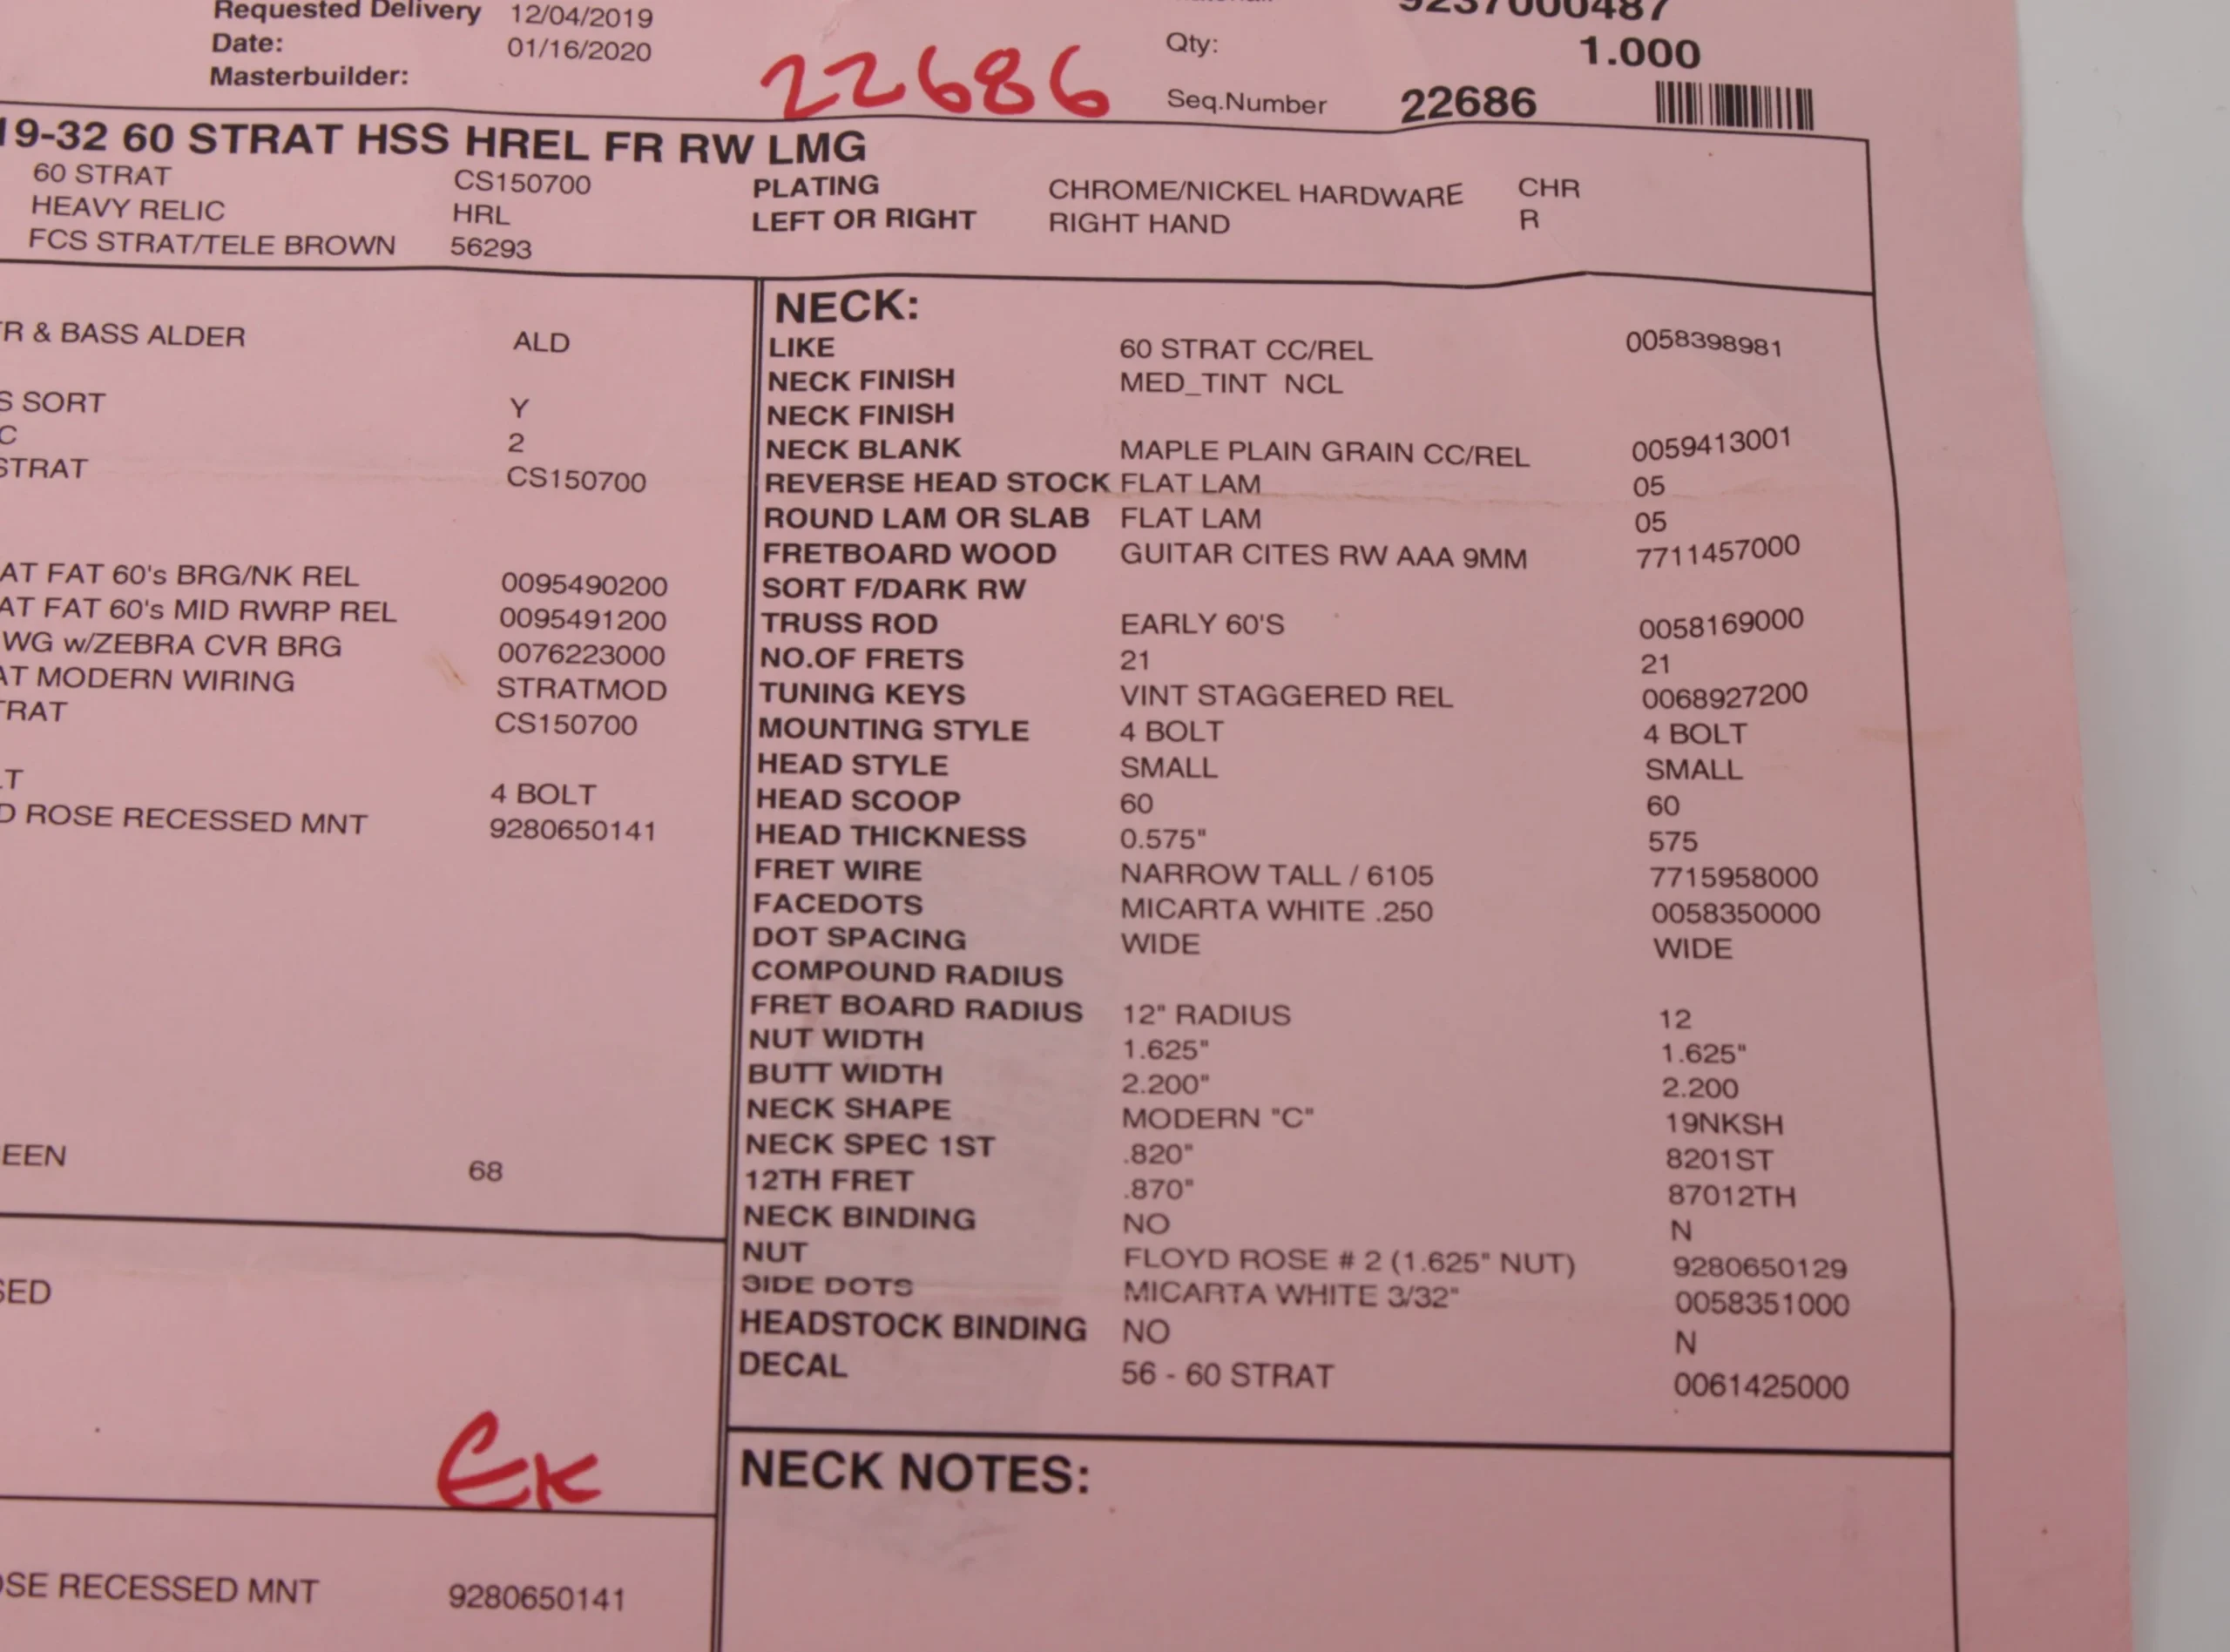 Requested Delivery 12/04/2019
Date: 01/16/2020
Masterbuilder:
22686
9237000487
Qty: 1.000
Seq.Number 22686
19-32 60 STRAT HSS HREL FR RW LMG
60 STRAT CS150700
HEAVY RELIC HRL
FCS STRAT/TELE BROWN 56293
PLATING CHROME/NICKEL HARDWARE CHR
LEFT OR RIGHT RIGHT HAND R
R & BASS ALDER ALD
S SORT Y
C 2
STRAT CS150700
AT FAT 60's BRG/NK REL 0095490200
AT FAT 60's MID RWRP REL 0095491200
WG w/ZEBRA CVR BRG 0076223000
AT MODERN WIRING STRATMOD
TRAT CS150700
LT 4 BOLT
D ROSE RECESSED MNT 9280650141
EEN 68
SED
EK
OSE RECESSED MNT 9280650141
NECK:
LIKE 60 STRAT CC/REL 0058398981
NECK FINISH MED_TINT NCL
NECK FINISH
NECK BLANK MAPLE PLAIN GRAIN CC/REL 0059413001
REVERSE HEAD STOCK FLAT LAM 05
ROUND LAM OR SLAB FLAT LAM 05
FRETBOARD WOOD GUITAR CITES RW AAA 9MM 7711457000
SORT F/DARK RW
TRUSS ROD EARLY 60'S 0058169000
NO.OF FRETS 21 21
TUNING KEYS VINT STAGGERED REL 0068927200
MOUNTING STYLE 4 BOLT 4 BOLT
HEAD STYLE SMALL SMALL
HEAD SCOOP 60 60
HEAD THICKNESS 0.575" 575
FRET WIRE NARROW TALL / 6105 7715958000
FACEDOTS MICARTA WHITE .250 0058350000
DOT SPACING WIDE WIDE
COMPOUND RADIUS
FRET BOARD RADIUS 12" RADIUS 12
NUT WIDTH 1.625" 1.625"
BUTT WIDTH 2.200" 2.200
NECK SHAPE MODERN "C" 19NKSH
NECK SPEC 1ST .820" 8201ST
12TH FRET .870" 87012TH
NECK BINDING NO N
NUT FLOYD ROSE # 2 (1.625" NUT) 9280650129
SIDE DOTS MICARTA WHITE 3/32" 0058351000
HEADSTOCK BINDING NO N
DECAL 56 - 60 STRAT 0061425000
NECK NOTES: